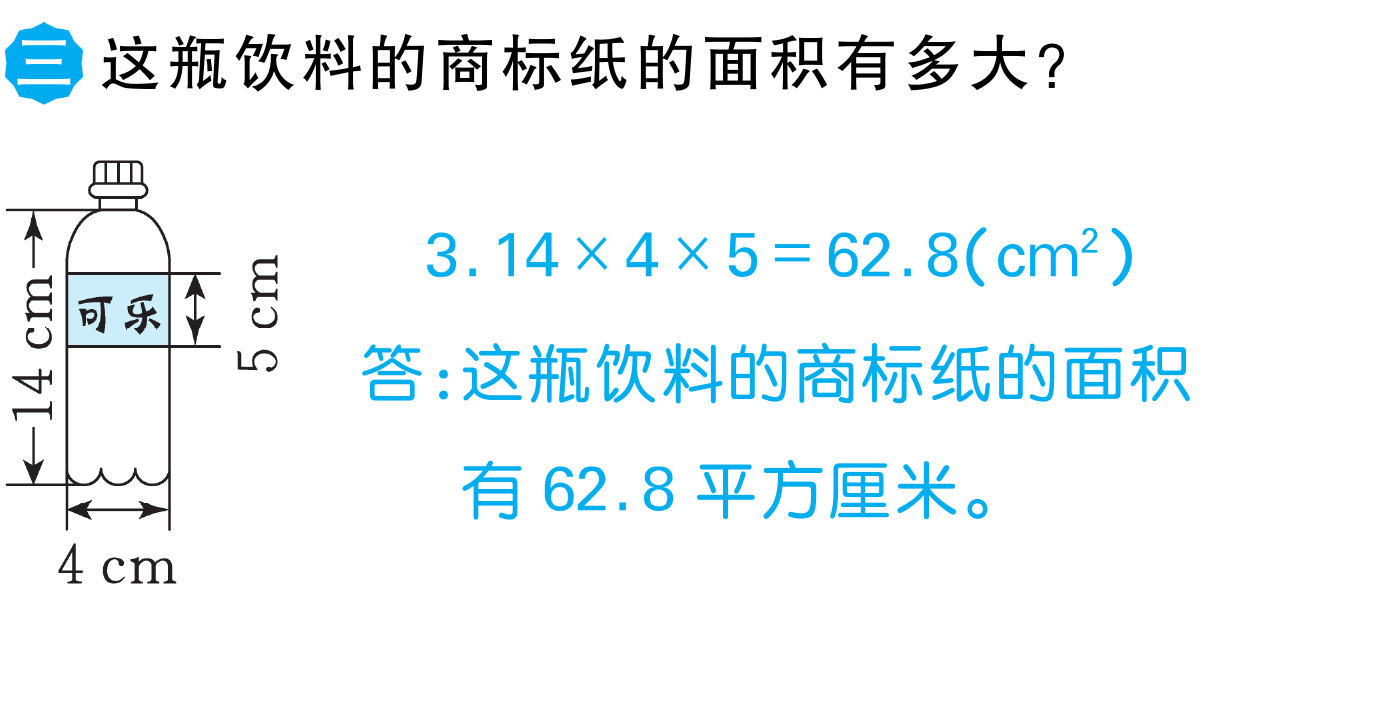 三 这瓶饮料的商标纸的面积有多大?
14 cm
可乐
5 cm
4 cm
3.14×4×5=62.8(cm²)
答:这瓶饮料的商标纸的面积
有 62.8 平方厘米。